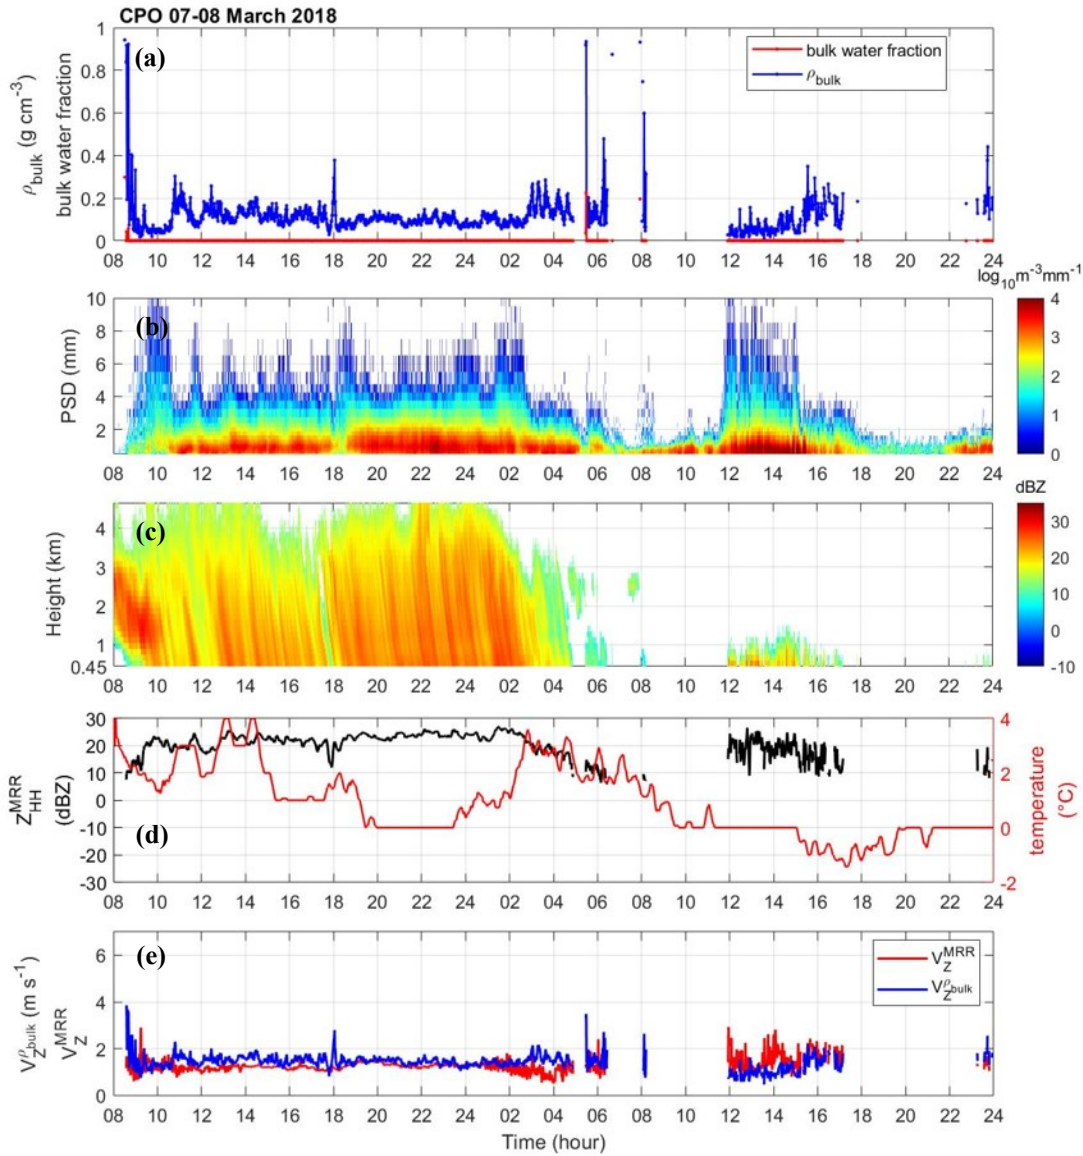 CPO 07-08 March 2018
(a)
bulk water fraction
ρbulk
ρbulk (g cm-3)
bulk water fraction
1
0.8
0.6
0.4
0.2
0
08 10 12 14 16 18 20 22 24 02 04 06 08 10 12 14 16 18 20 22 24
log10m-3mm-1
(b)
PSD (mm)
10
8
6
4
2
4
3
2
1
0
08 10 12 14 16 18 20 22 24 02 04 06 08 10 12 14 16 18 20 22 24
dBZ
(c)
Height (km)
4
3
2
1
0.45
30
20
10
0
-10
08 10 12 14 16 18 20 22 24 02 04 06 08 10 12 14 16 18 20 22 24
(d)
ZHHMRR
(dBZ)
30
20
10
0
-10
-20
-30
4
2
0
-2
temperature
(°C)
08 10 12 14 16 18 20 22 24 02 04 06 08 10 12 14 16 18 20 22 24
(e)
VZMRR
VZρbulk
VZρbulk (m s-1)
VZMRR
6
4
2
0
08 10 12 14 16 18 20 22 24 02 04 06 08 10 12 14 16 18 20 22 24
Time (hour)